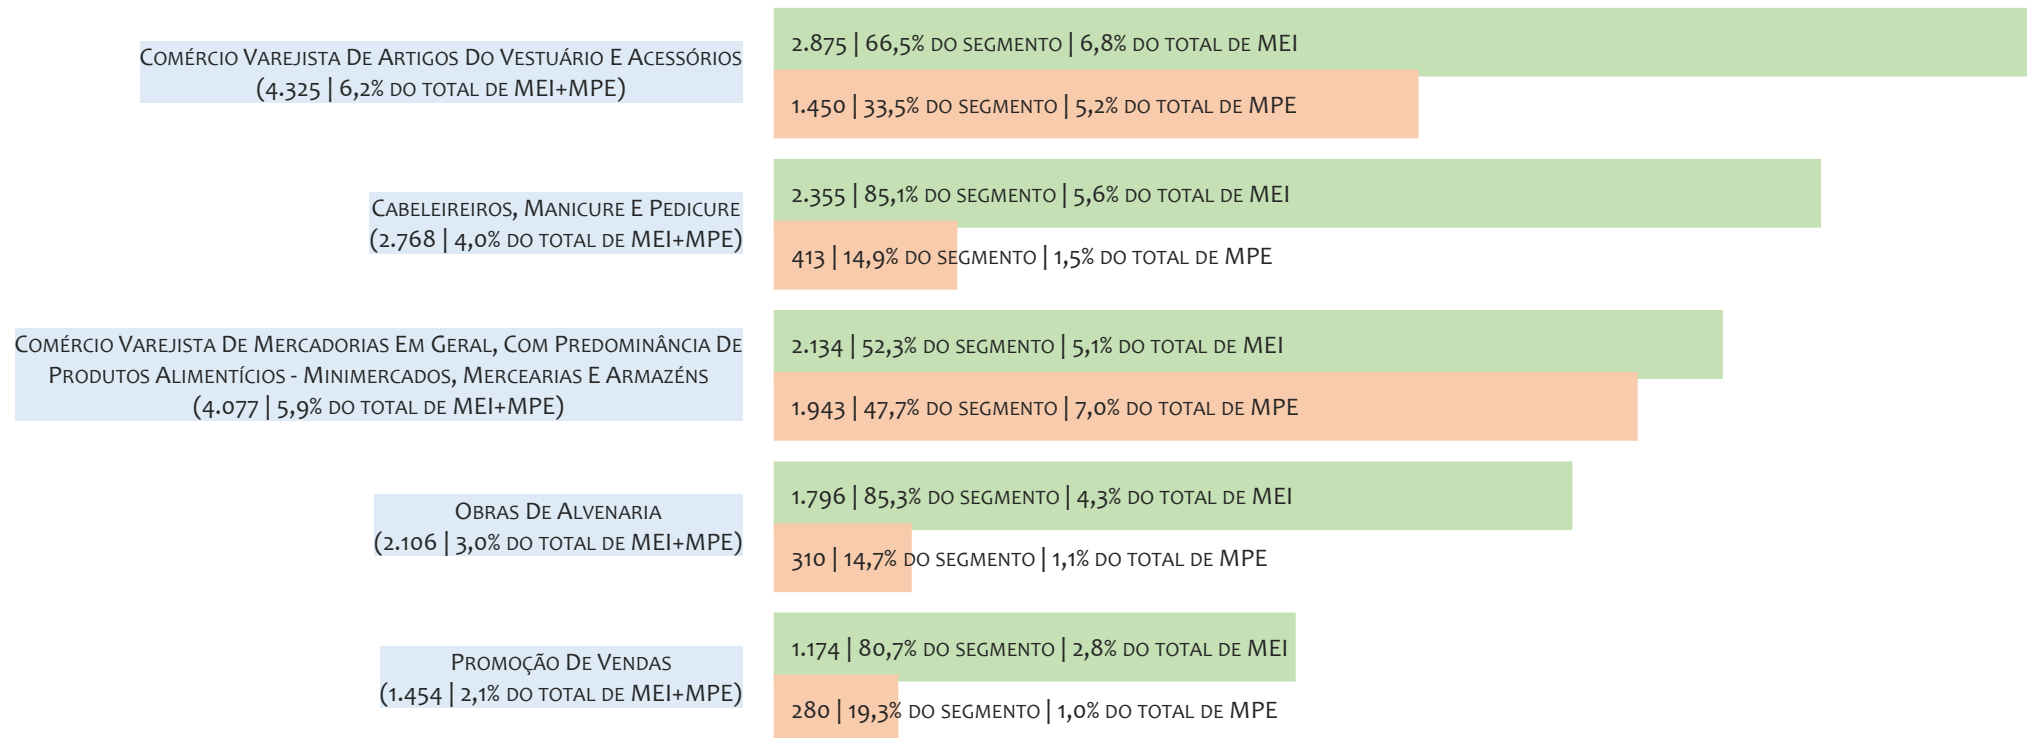 Comércio Varejista De Artigos Do Vestuário E Acessórios
(4.325 | 6,2% do total de MEI+MPE)
2.875 | 66,5% do segmento | 6,8% do total de MEI
1.450 | 33,5% do segmento | 5,2% do total de MPE
Cabeleireiros, Manicure E Pedicure
(2.768 | 4,0% do total de MEI+MPE)
2.355 | 85,1% do segmento | 5,6% do total de MEI
413 | 14,9% do segmento | 1,5% do total de MPE
Comércio Varejista De Mercadorias Em Geral, Com Predominância De
Produtos Alimentícios - Minimercados, Mercearias E Armazéns
(4.077 | 5,9% do total de MEI+MPE)
2.134 | 52,3% do segmento | 5,1% do total de MEI
1.943 | 47,7% do segmento | 7,0% do total de MPE
Obras De Alvenaria
(2.106 | 3,0% do total de MEI+MPE)
1.796 | 85,3% do segmento | 4,3% do total de MEI
310 | 14,7% do segmento | 1,1% do total de MPE
Promoção De Vendas
(1.454 | 2,1% do total de MEI+MPE)
1.174 | 80,7% do segmento | 2,8% do total de MEI
280 | 19,3% do segmento | 1,0% do total de MPE